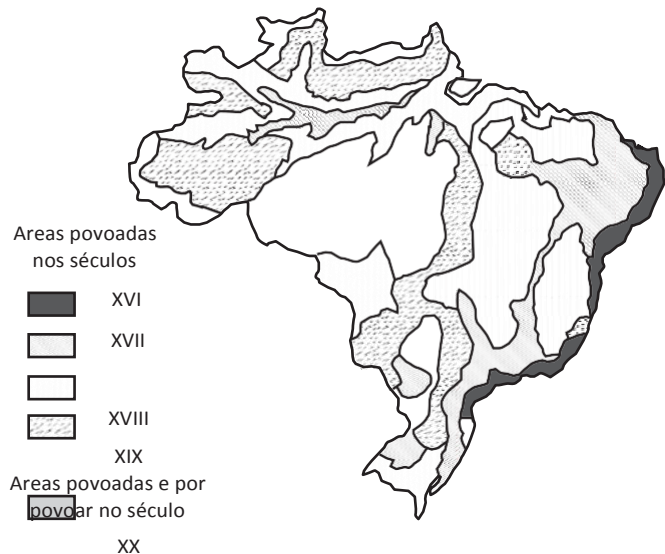 Areas povoadas
nos séculos
XVI
XVII
XVIII
XIX
Areas povoadas e por
povoar no século
XX